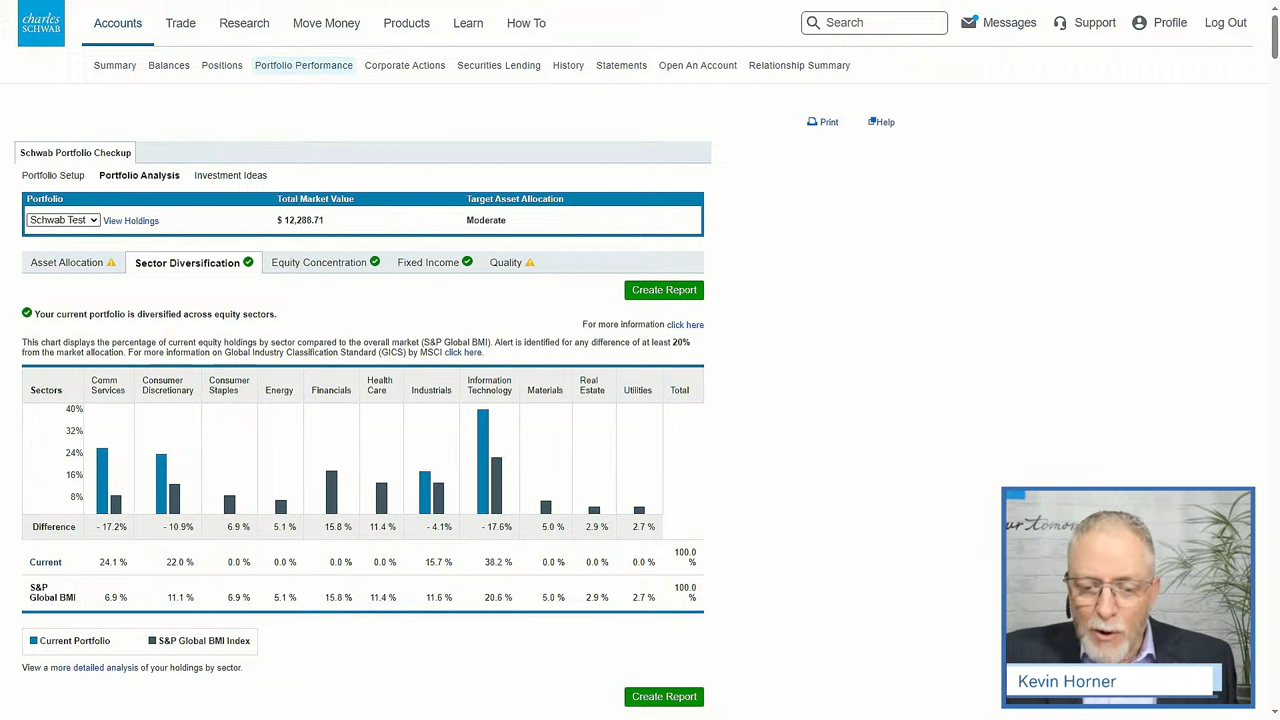 charles
SCHWAB
Accounts Trade Research Move Money Products Learn How To
Search Messages Support Profile Log Out
Summary Balances Positions Portfolio Performance Corporate Actions Securities Lending History Statements Open An Account Relationship Summary
Print Help
Schwab Portfolio Checkup
Portfolio Setup Portfolio Analysis Investment Ideas
Portfolio Total Market Value Target Asset Allocation
Schwab Test View Holdings $ 12,288.71 Moderate
Asset Allocation Sector Diversification Equity Concentration Fixed Income Quality
Create Report
Your current portfolio is diversified across equity sectors.
For more information click here
This chart displays the percentage of current equity holdings by sector compared to the overall market (S&P Global BMI). Alert is identified for any difference of at least 20%
from the market allocation. For more information on Global Industry Classification Standard (GICS) by MSCI click here.
Sectors Comm Services Consumer Discretionary Consumer Staples Energy Financials Health Care Industrials Information Technology Materials Real Estate Utilities Total
40%
32%
24%
16%
8%
Difference - 17.2% - 10.9% 6.9 % 5.1 % 15.8 % 11.4 % - 4.1% - 17.6% 5.0 % 2.9 % 2.7 %
Current 24.1 % 22.0 % 0.0 % 0.0 % 0.0 % 0.0 % 15.7 % 38.2 % 0.0 % 0.0 % 0.0 % 100.0 %
S&P Global BMI 6.9 % 11.1 % 6.9 % 5.1 % 15.8 % 11.4 % 11.6 % 20.6 % 5.0 % 2.9 % 2.7 % 100.0 %
Current Portfolio S&P Global BMI Index
View a more detailed analysis of your holdings by sector.
Create Report
ur tomo
Kevin Horner